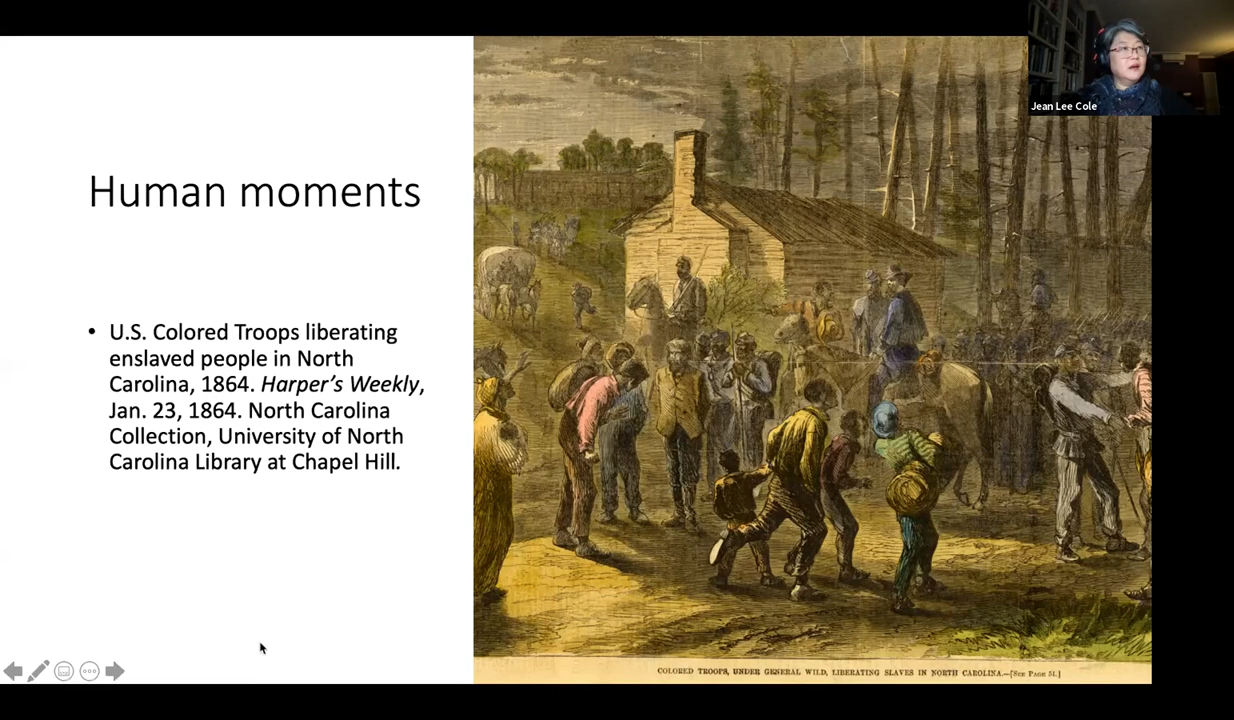 Jean Lee Cole
Human moments
• U.S. Colored Troops liberating
enslaved people in North
Carolina, 1864. Harper’s Weekly,
Jan. 23, 1864. North Carolina
Collection, University of North
Carolina Library at Chapel Hill.
COLORED TROOPS, UNDER GENERAL WILD, LIBERATING SLAVES IN NORTH CAROLINA.—[See Page 54.]